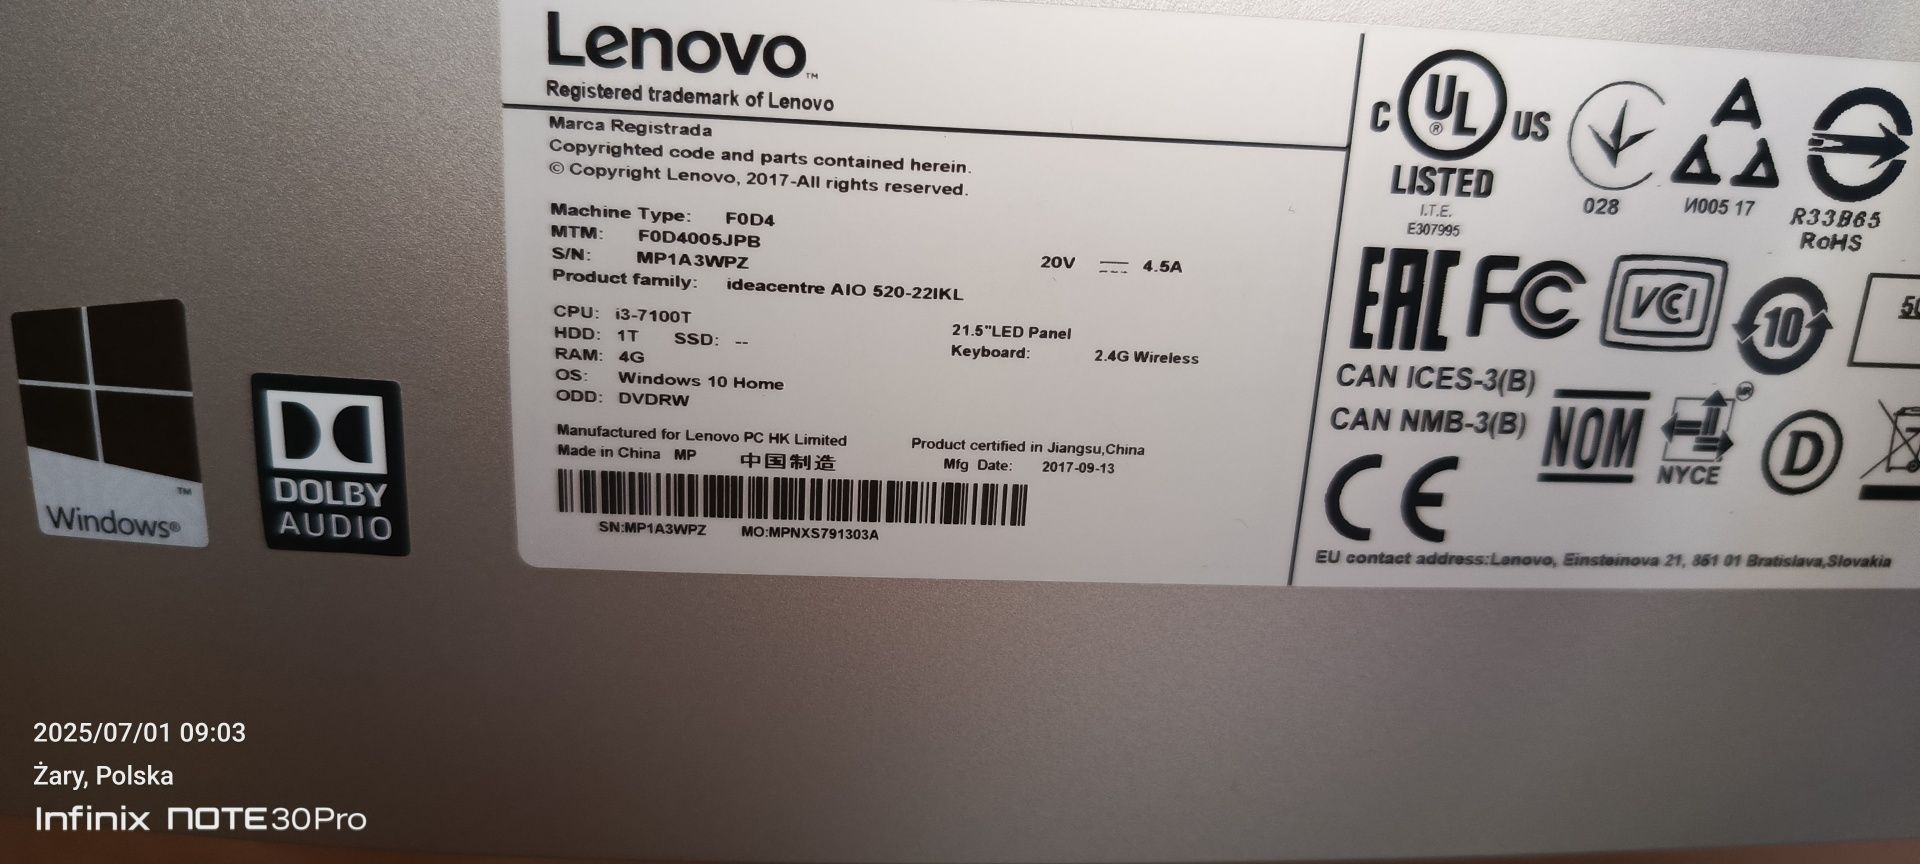 Lenovo™
Registered trademark of Lenovo
Marca Registrada
Copyrighted code and parts contained herein.
© Copyright Lenovo, 2017-All rights reserved.
Machine Type: F0D4
MTM: F0D4005JPB
S/N: MP1A3WPZ
Product family: ideacentre AIO 520-22IKL
20V 4.5A
CPU: i3-7100T
HDD: 1T SSD: --
RAM: 4G
OS: Windows 10 Home
ODD: DVDRW
21.5"LED Panel
Keyboard: 2.4G Wireless
Manufactured for Lenovo PC HK Limited
Made in China MP 中国制造
Product certified in Jiangsu,China
Mfg Date: 2017-09-13
SN:MP1A3WPZ MO:MPNXS791303A
C UL® US
LISTED
I.T.E.
E307995
028
И005 17
R33B65
RoHS
EAC FC VCCI 10
CAN ICES-3(B)
CAN NMB-3(B)
NOM
NYCE
D
CE
EU contact address:Lenovo, Einsteinova 21, 851 01 Bratislava,Slovakia
Windows®
™
DOLBY
AUDIO
2025/07/01 09:03
Żary, Polska
Infinix NOTE 30 Pro